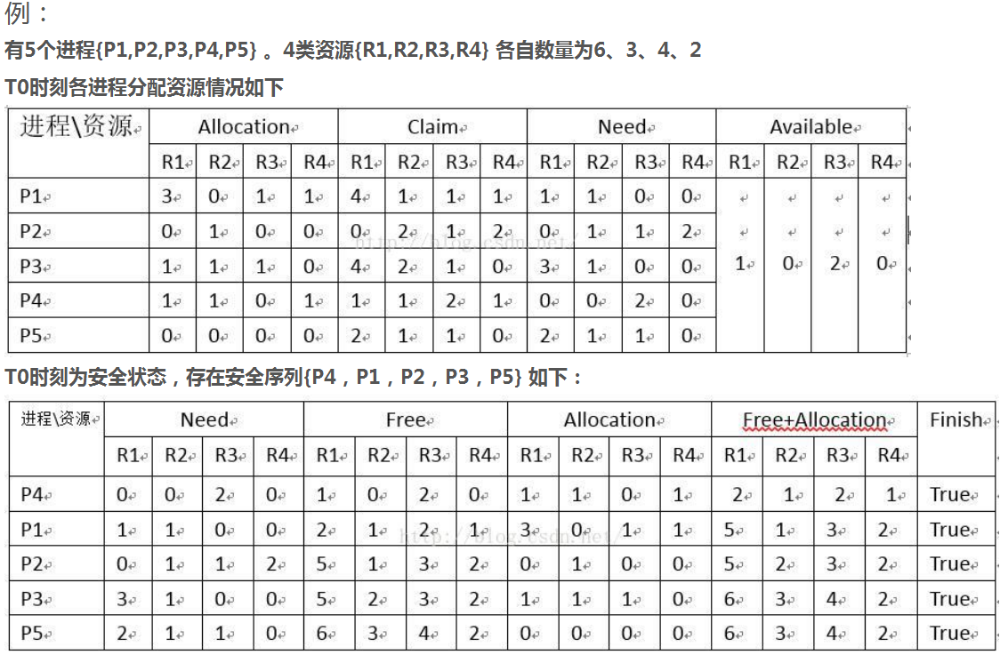 例：
有5个进程{P1,P2,P3,P4,P5} 。4类资源{R1,R2,R3,R4} 各自数量为6、3、4、2
T0时刻各进程分配资源情况如下
进程\资源 Allocation Claim Need Available
R1 R2 R3 R4 R1 R2 R3 R4 R1 R2 R3 R4 R1 R2 R3 R4
P1 3 0 1 1 4 1 1 1 1 1 0 0
P2 0 1 0 0 0 2 1 2 0 1 1 2
http://blog.csdn.net/
P3 1 1 1 0 4 2 1 0 3 1 0 0 1 0 2 0
P4 1 1 0 1 1 1 2 1 0 0 2 0
P5 0 0 0 0 2 1 1 0 2 1 1 0
T0时刻为安全状态，存在安全序列{P4，P1，P2，P3，P5} 如下：
进程\资源 Need Free Allocation Free+Allocation Finish
R1 R2 R3 R4 R1 R2 R3 R4 R1 R2 R3 R4 R1 R2 R3 R4
P4 0 0 2 0 1 0 2 0 1 1 0 1 2 1 2 1 True
P1 1 1 0 0 2 1 2 1 3 0 1 1 5 1 3 2 True
http://blog.csdn.net/
P2 0 1 1 2 5 1 3 2 0 1 0 0 5 2 3 2 True
P3 3 1 0 0 5 2 3 2 1 1 1 0 6 3 4 2 True
P5 2 1 1 0 6 3 4 2 0 0 0 0 6 3 4 2 True